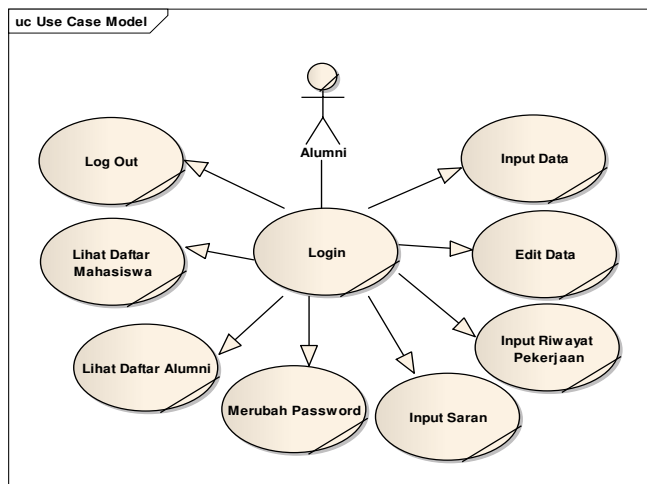 uc Use Case Model
Alumni
Log Out
Input Data
Lihat Daftar
Mahasiswa
Login
Edit Data
Input Riwayat
Pekerjaan
Lihat Daftar Alumni
Merubah Password
Input Saran